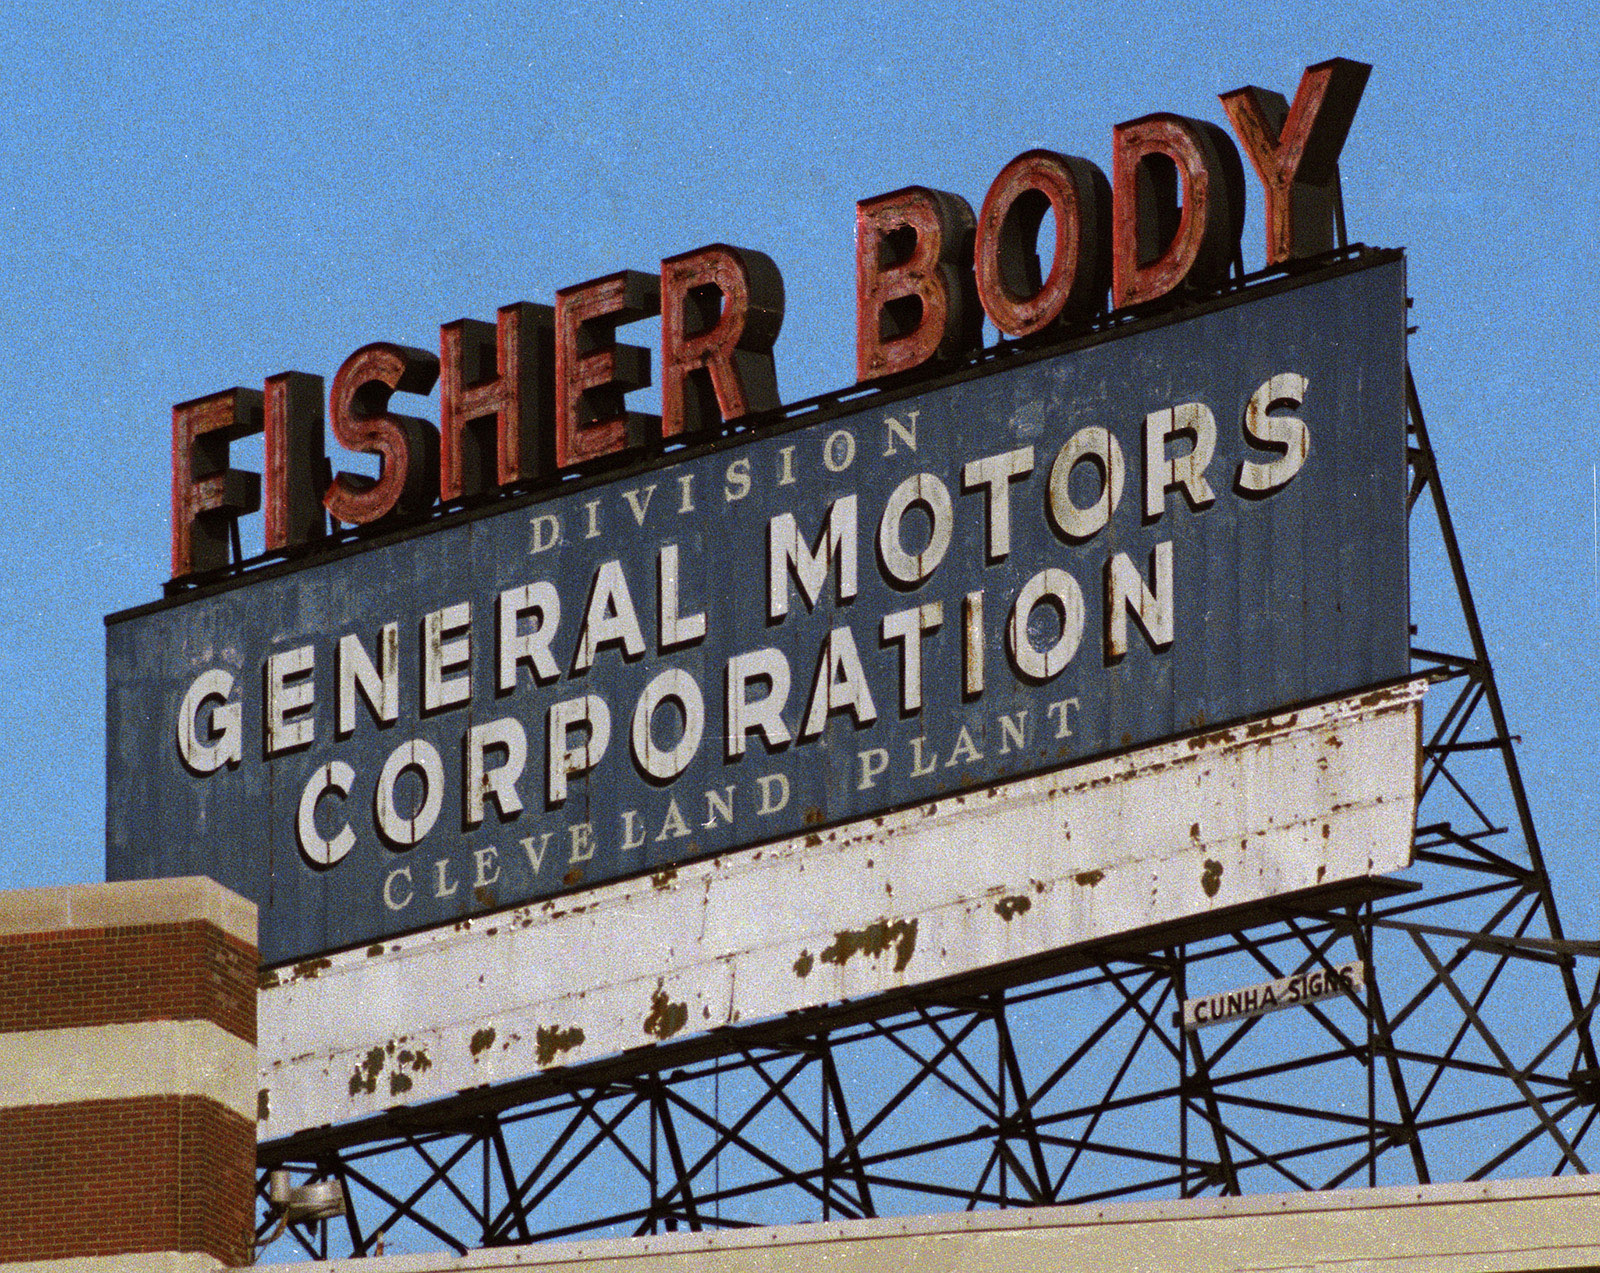 FISHER BODY
DIVISION
GENERAL MOTORS
CORPORATION
CLEVELAND PLANT
CUNHA SIGNS